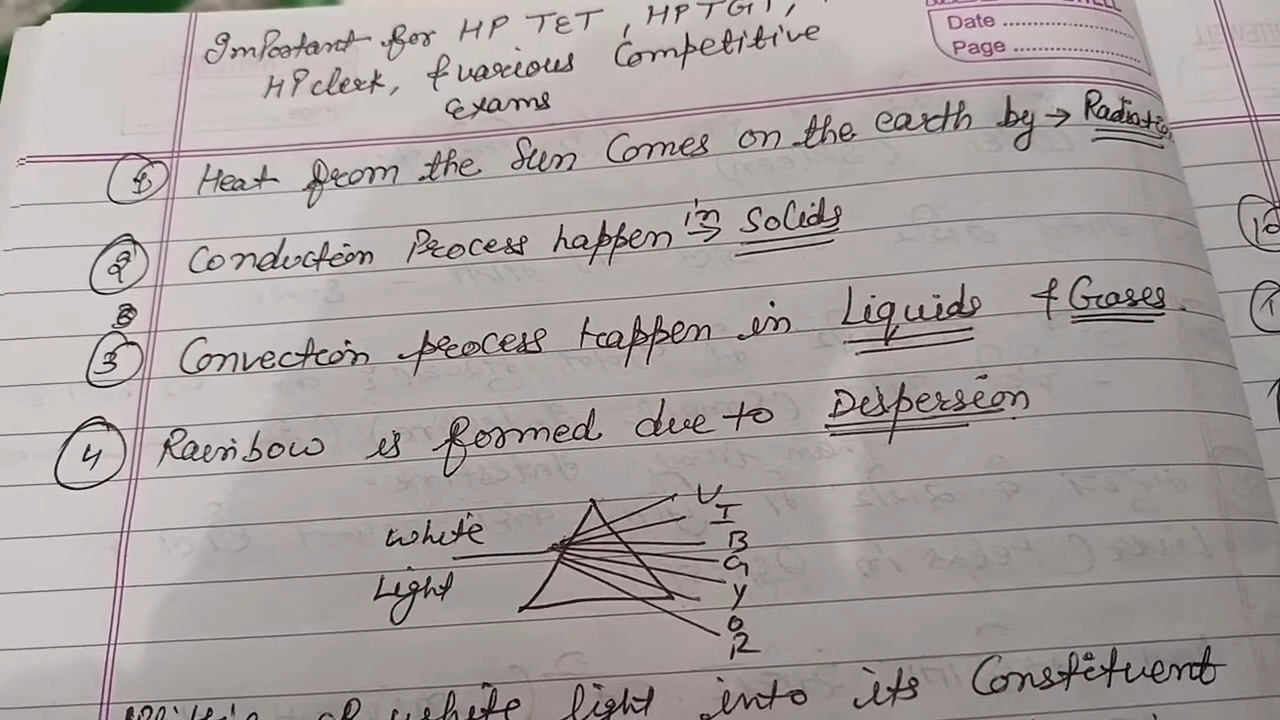 Important for HP TET, HPTGT,
HP clerk, & various Competitive
Exams
Date
Page
1 Heat from the Sun Comes on the earth by → Radiatio
2 Conduction Process happen in → Solids
3
3 Convection process happen in Liquids & Gases.
4 Rainbow is formed due to Dispersion
White
Light
V
I
B
G
Y
O
R
of white light into its Constituent